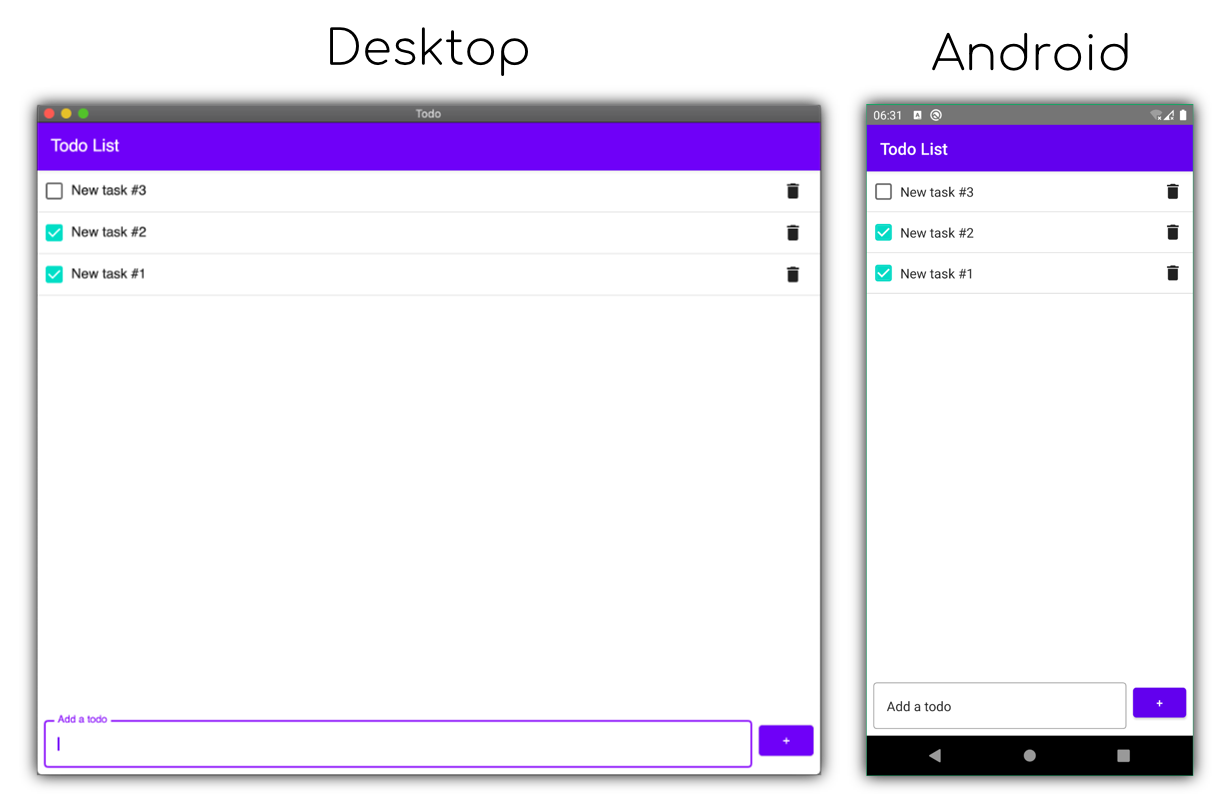 Desktop
Todo
Todo List
New task #3
New task #2
New task #1
Add a todo
+
Android
06:31
Todo List
New task #3
New task #2
New task #1
Add a todo
+